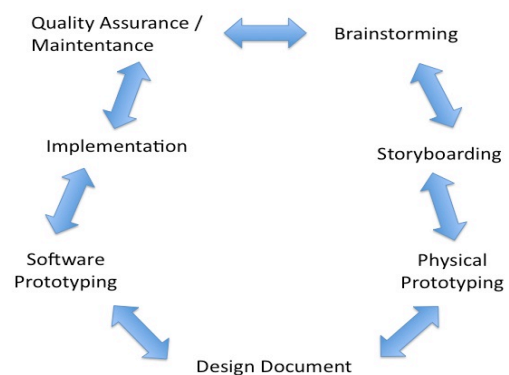 Quality Assurance /
Maintentance
Brainstorming
Implementation
Storyboarding
Software
Prototyping
Physical
Prototyping
Design Document